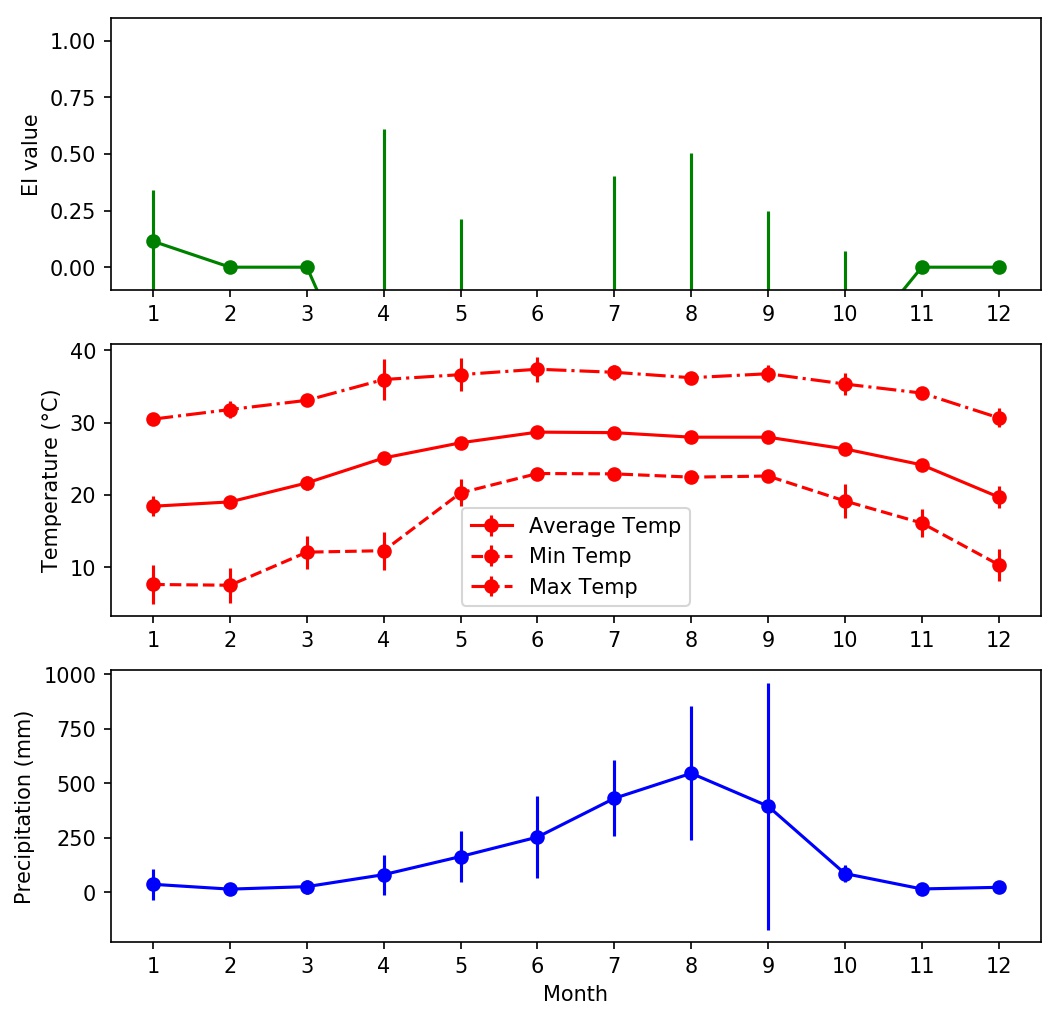 EI value
1.00
0.75
0.50
0.25
0.00
1 2 3 4 5 6 7 8 9 10 11 12
Temperature (°C)
40
30
20
10
Average Temp
Min Temp
Max Temp
1 2 3 4 5 6 7 8 9 10 11 12
Precipitation (mm)
1000
750
500
250
0
1 2 3 4 5 6 7 8 9 10 11 12
Month